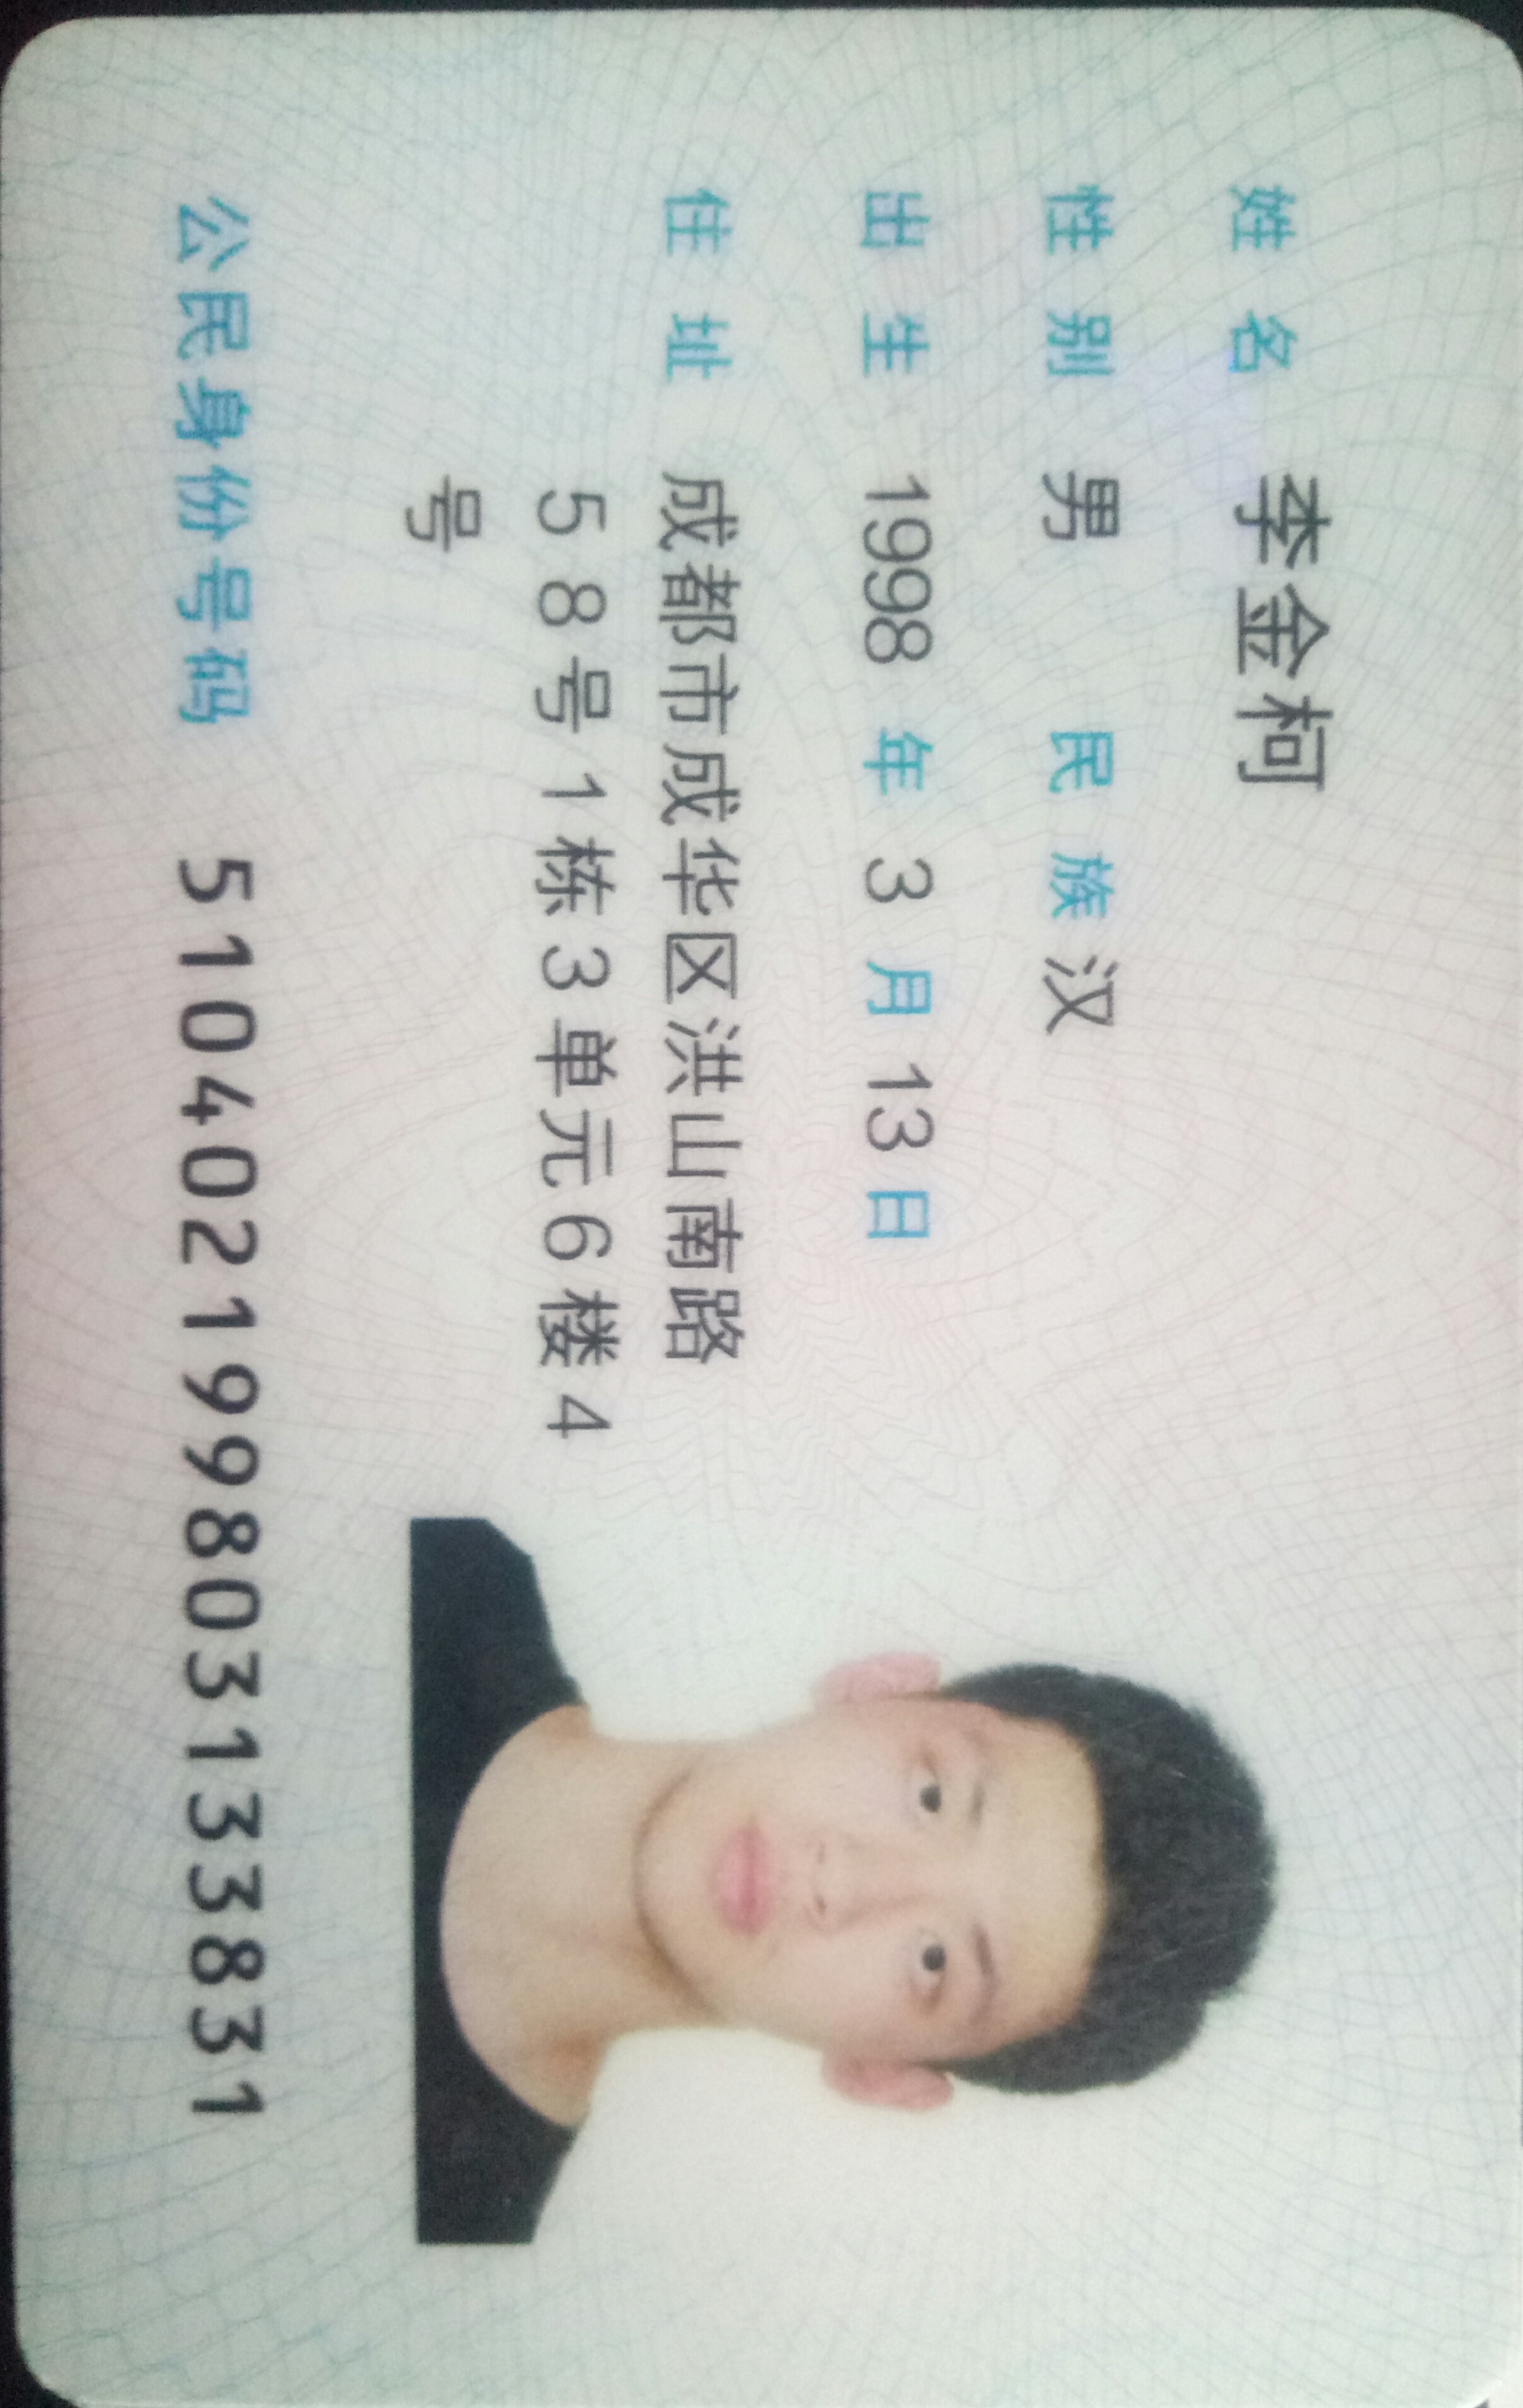 姓名 李金柯
性别 男 民族 汉
出生 1998 年 3 月 13 日
住址 成都市成华区洪山南路
58号1栋3单元6楼4
号
公民身份号码 510402199803133831